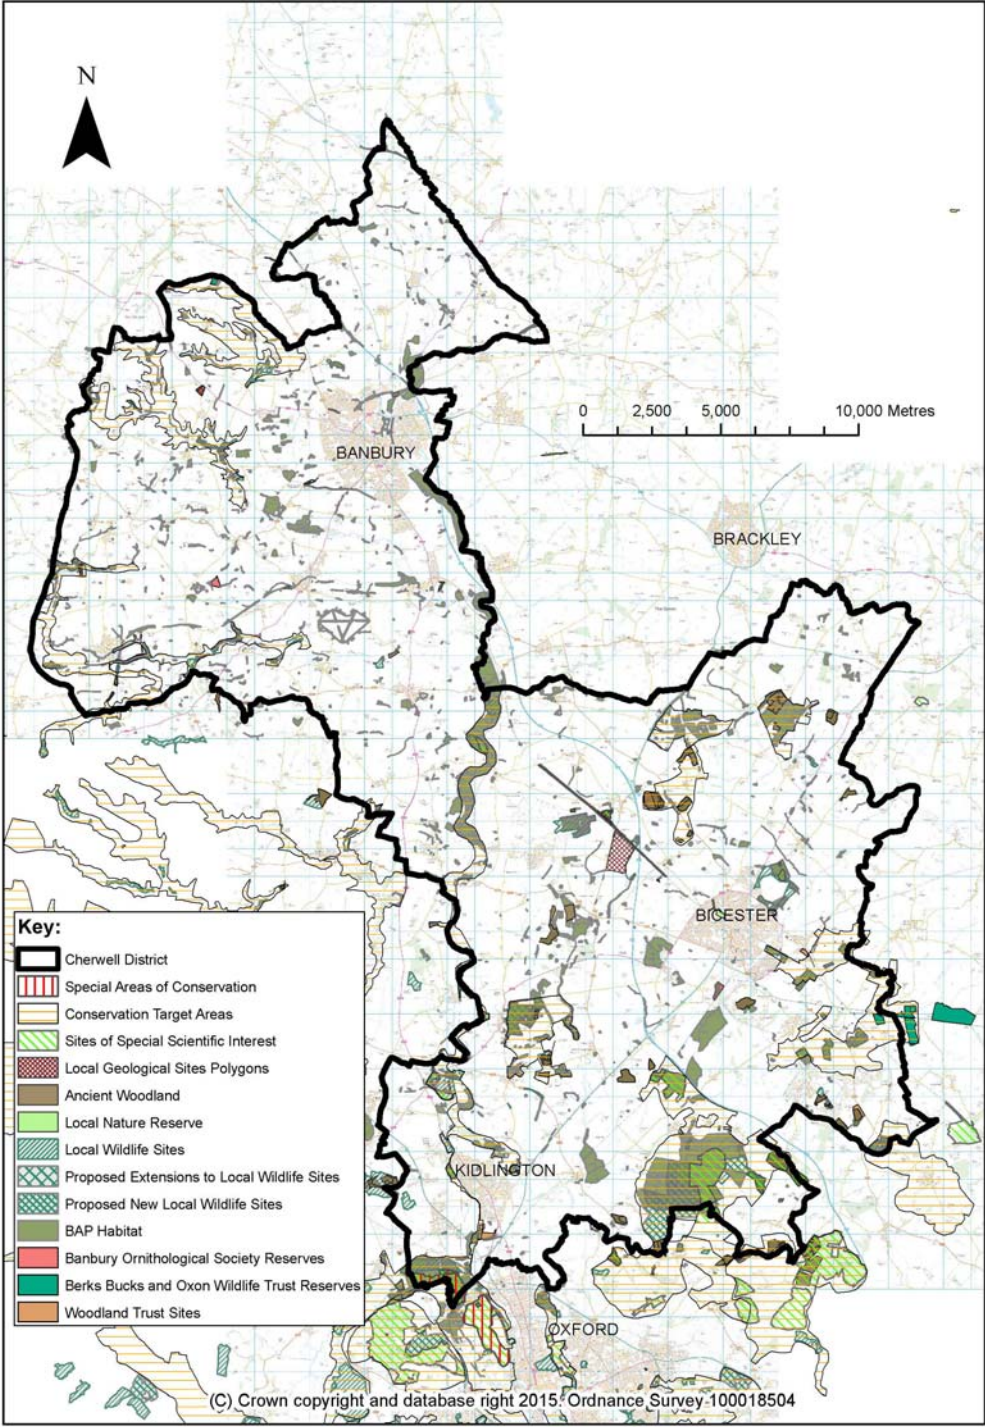 N
0 2,500 5,000 10,000 Metres
BANBURY
BRACKLEY
BICESTER
KIDLINGTON
OXFORD
Key:
Cherwell District
Special Areas of Conservation
Conservation Target Areas
Sites of Special Scientific Interest
Local Geological Sites Polygons
Ancient Woodland
Local Nature Reserve
Local Wildlife Sites
Proposed Extensions to Local Wildlife Sites
Proposed New Local Wildlife Sites
BAP Habitat
Banbury Ornithological Society Reserves
Berks Bucks and Oxon Wildlife Trust Reserves
Woodland Trust Sites
(C) Crown copyright and database right 2015. Ordnance Survey 100018504